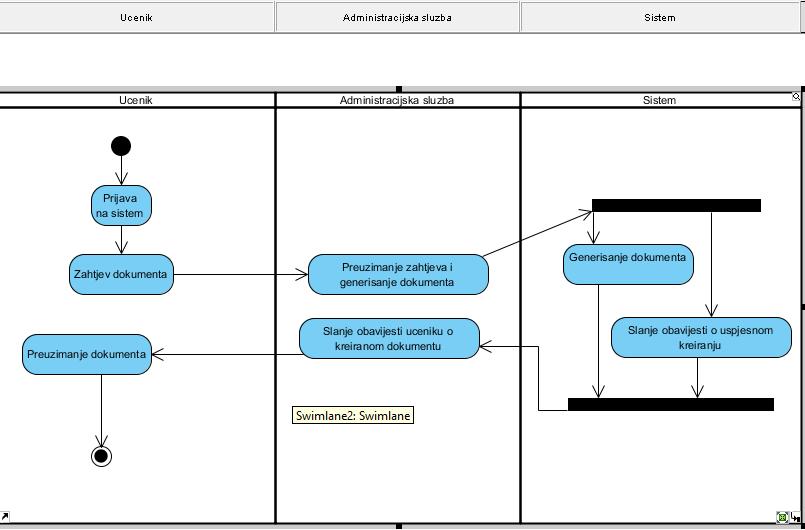 Ucenik
Administracijska sluzba
Sistem
Ucenik
Administracijska sluzba
Sistem
Prijava
na sistem
Zahtjev dokumenta
Preuzimanje zahtjeva i
generisanje dokumenta
Generisanje dokumenta
Slanje obavijesti o uspjesnom
kreiranju
Slanje obavijesti uceniku o
kreiranom dokumentu
Preuzimanje dokumenta
Swimlane2: Swimlane